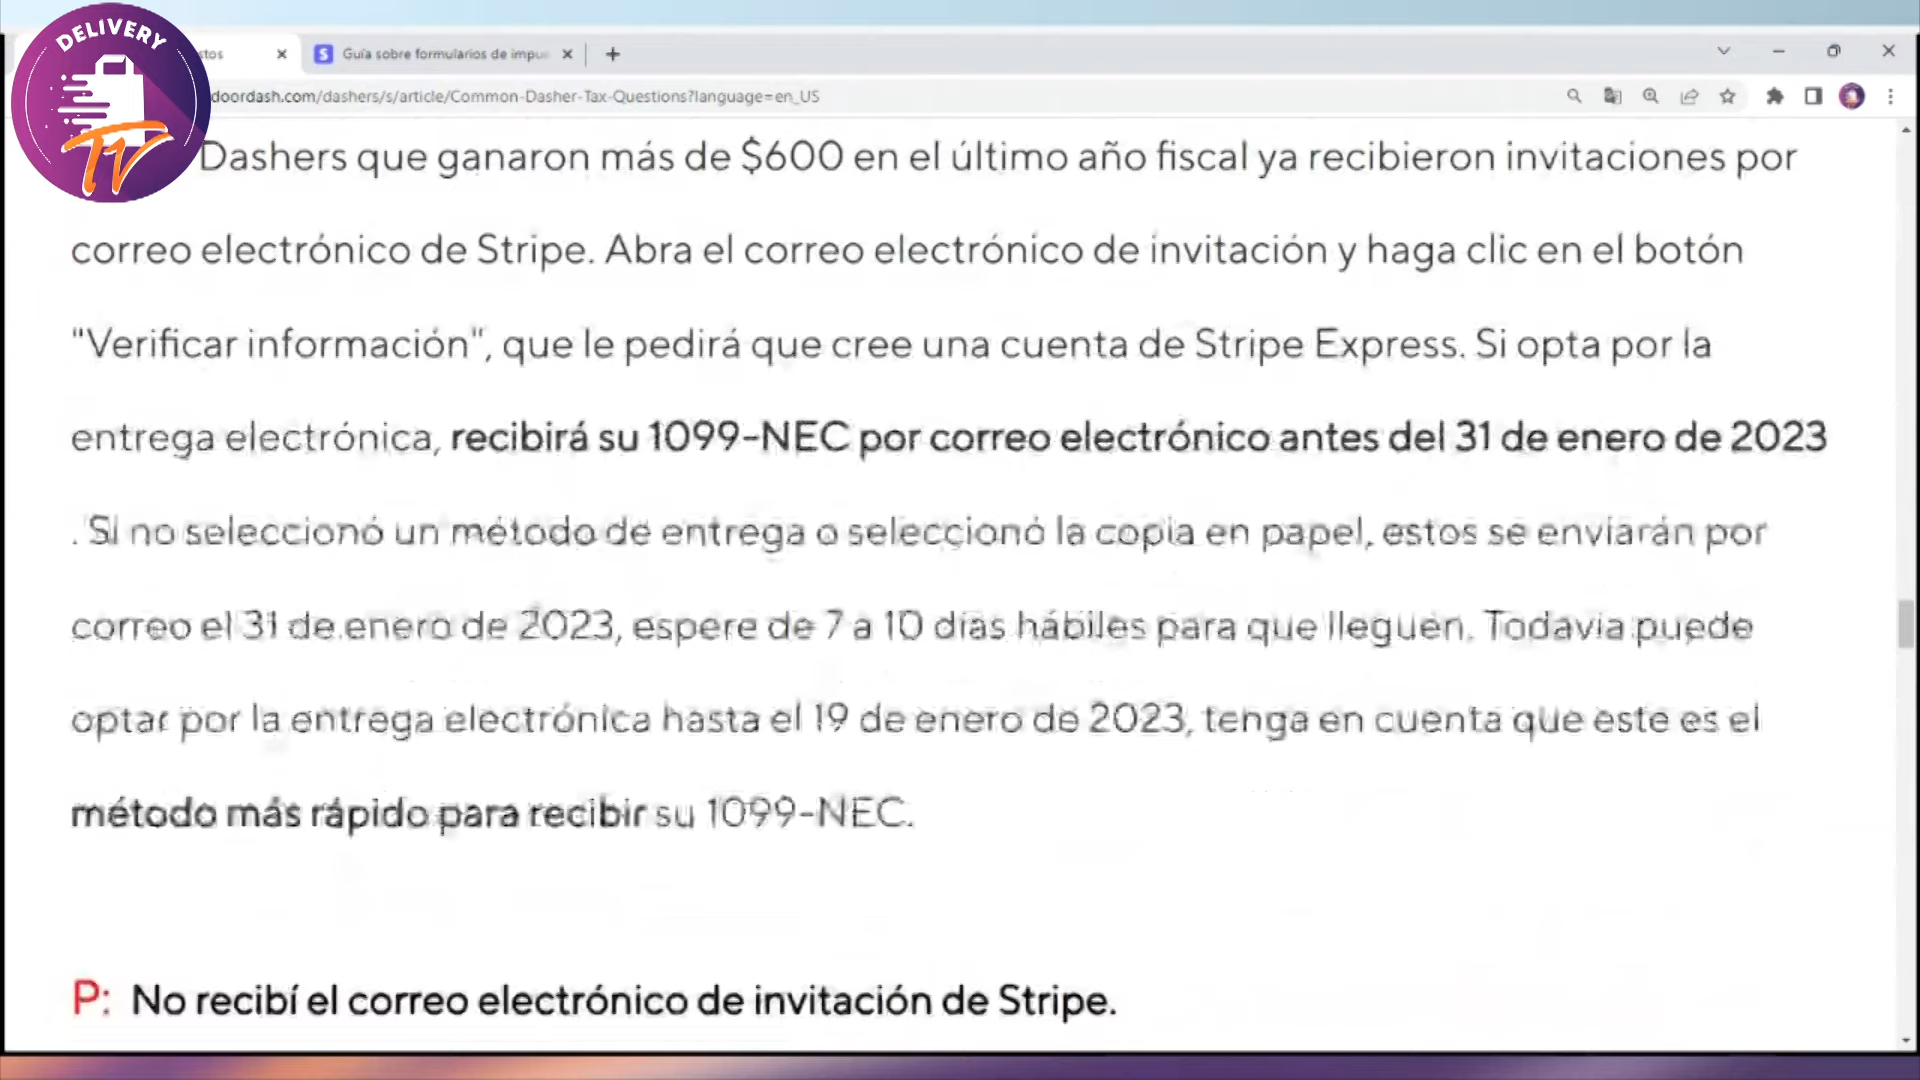 DELIVERY
TV
stos
S Guía sobre formularios de impu
doordash.com/dashers/s/article/Common-Dasher-Tax-Questions?language=en_US
Dashers que ganaron más de $600 en el último año fiscal ya recibieron invitaciones por
correo electrónico de Stripe. Abra el correo electrónico de invitación y haga clic en el botón
"Verificar información", que le pedirá que cree una cuenta de Stripe Express. Si opta por la
entrega electrónica, recibirá su 1099-NEC por correo electrónico antes del 31 de enero de 2023
. Si no seleccionó un método de entrega o seleccionó la copia en papel, estos se enviarán por
correo el 31 de enero de 2023, espere de 7 a 10 días hábiles para que lleguen. Todavía puede
optar por la entrega electrónica hasta el 19 de enero de 2023, tenga en cuenta que este es el
método más rápido para recibir su 1099-NEC.
P: No recibí el correo electrónico de invitación de Stripe.